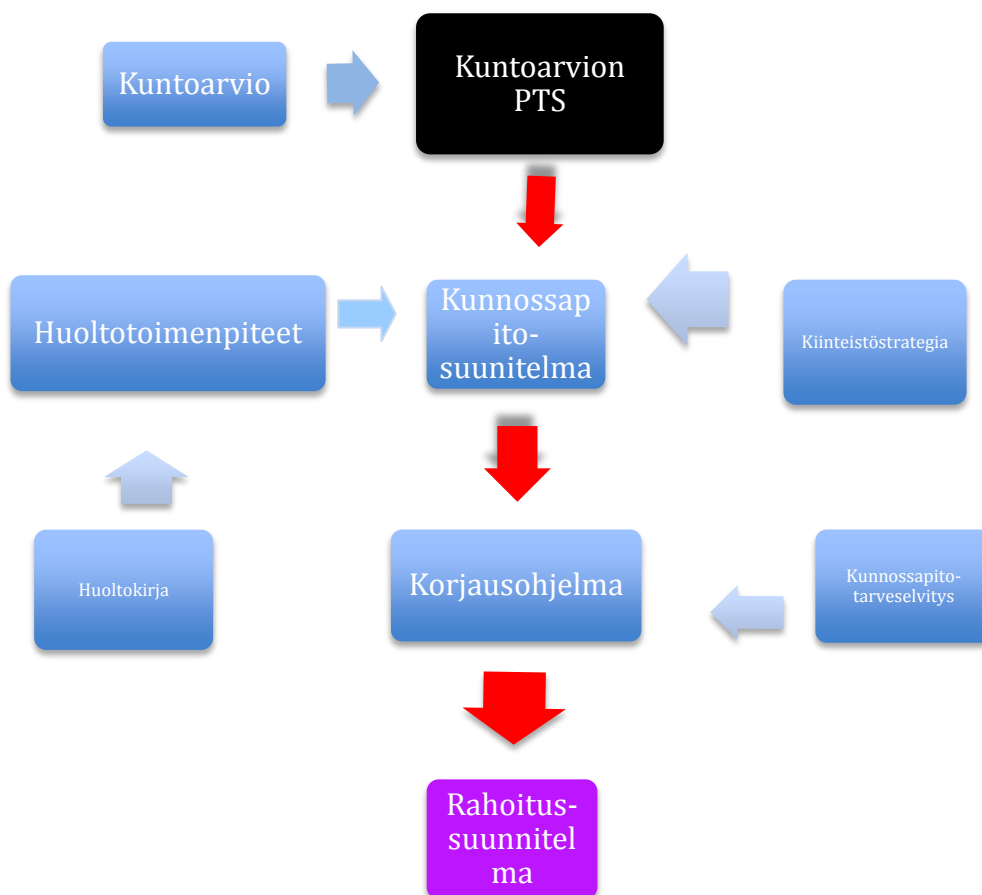 Kuntoarvio
Kuntoarvion
PTS
Huoltotoimenpiteet
Kunnossap
ito-
suunitelma
Kiinteistöstrategia
Huoltokirja
Korjausohjelma
Kunnossapito-
tarveselvitys
Rahoitus-
suunnitel
ma